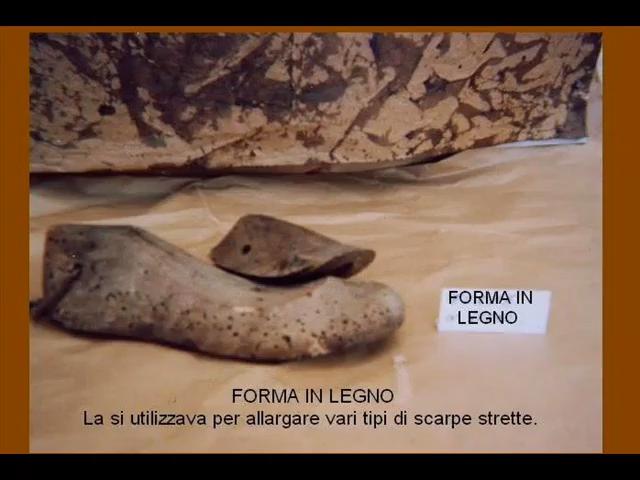 FORMA IN
LEGNO
FORMA IN LEGNO
La si utilizzava per allargare vari tipi di scarpe strette.